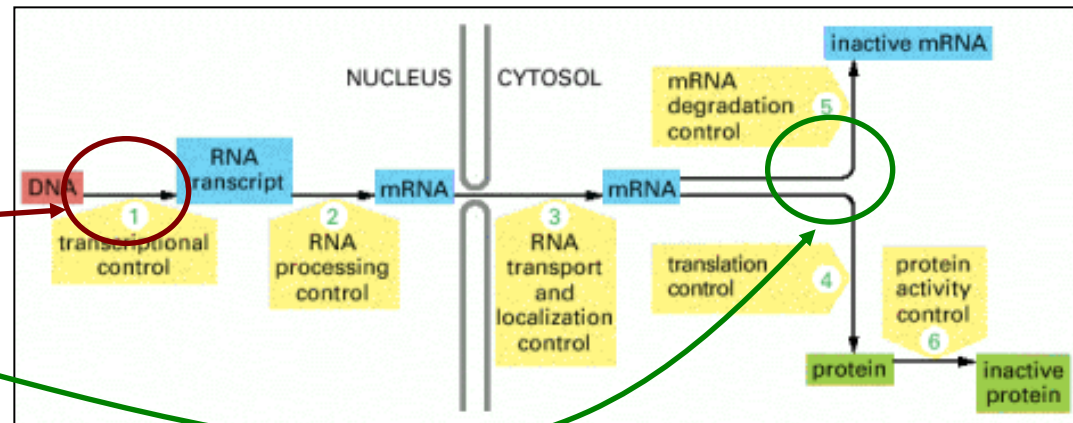 inactive mRNA
NUCLEUS CYTOSOL
mRNA
degradation
control
5
DNA
RNA
transcript
mRNA
mRNA
1
transcriptional
control
2
RNA
processing
control
3
RNA
transport
and
localization
control
translation
control
4
protein
activity
control
6
protein
inactive
protein